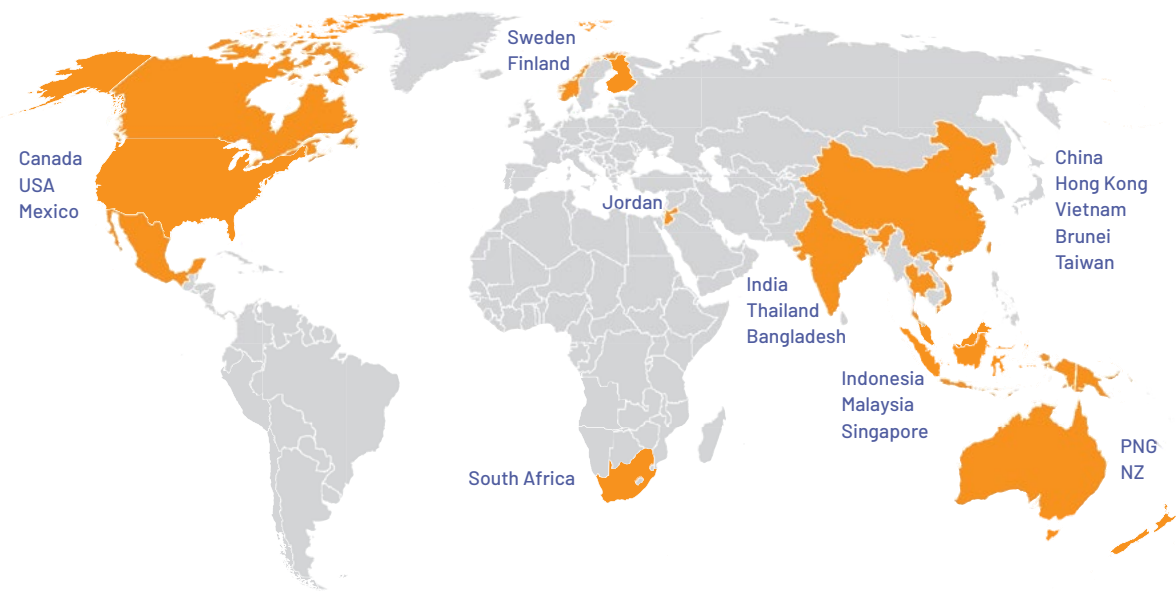 Sweden
Finland
Canada
USA
Mexico
China
Hong Kong
Vietnam
Brunei
Taiwan
Jordan
India
Thailand
Bangladesh
Indonesia
Malaysia
Singapore
South Africa
PNG
NZ